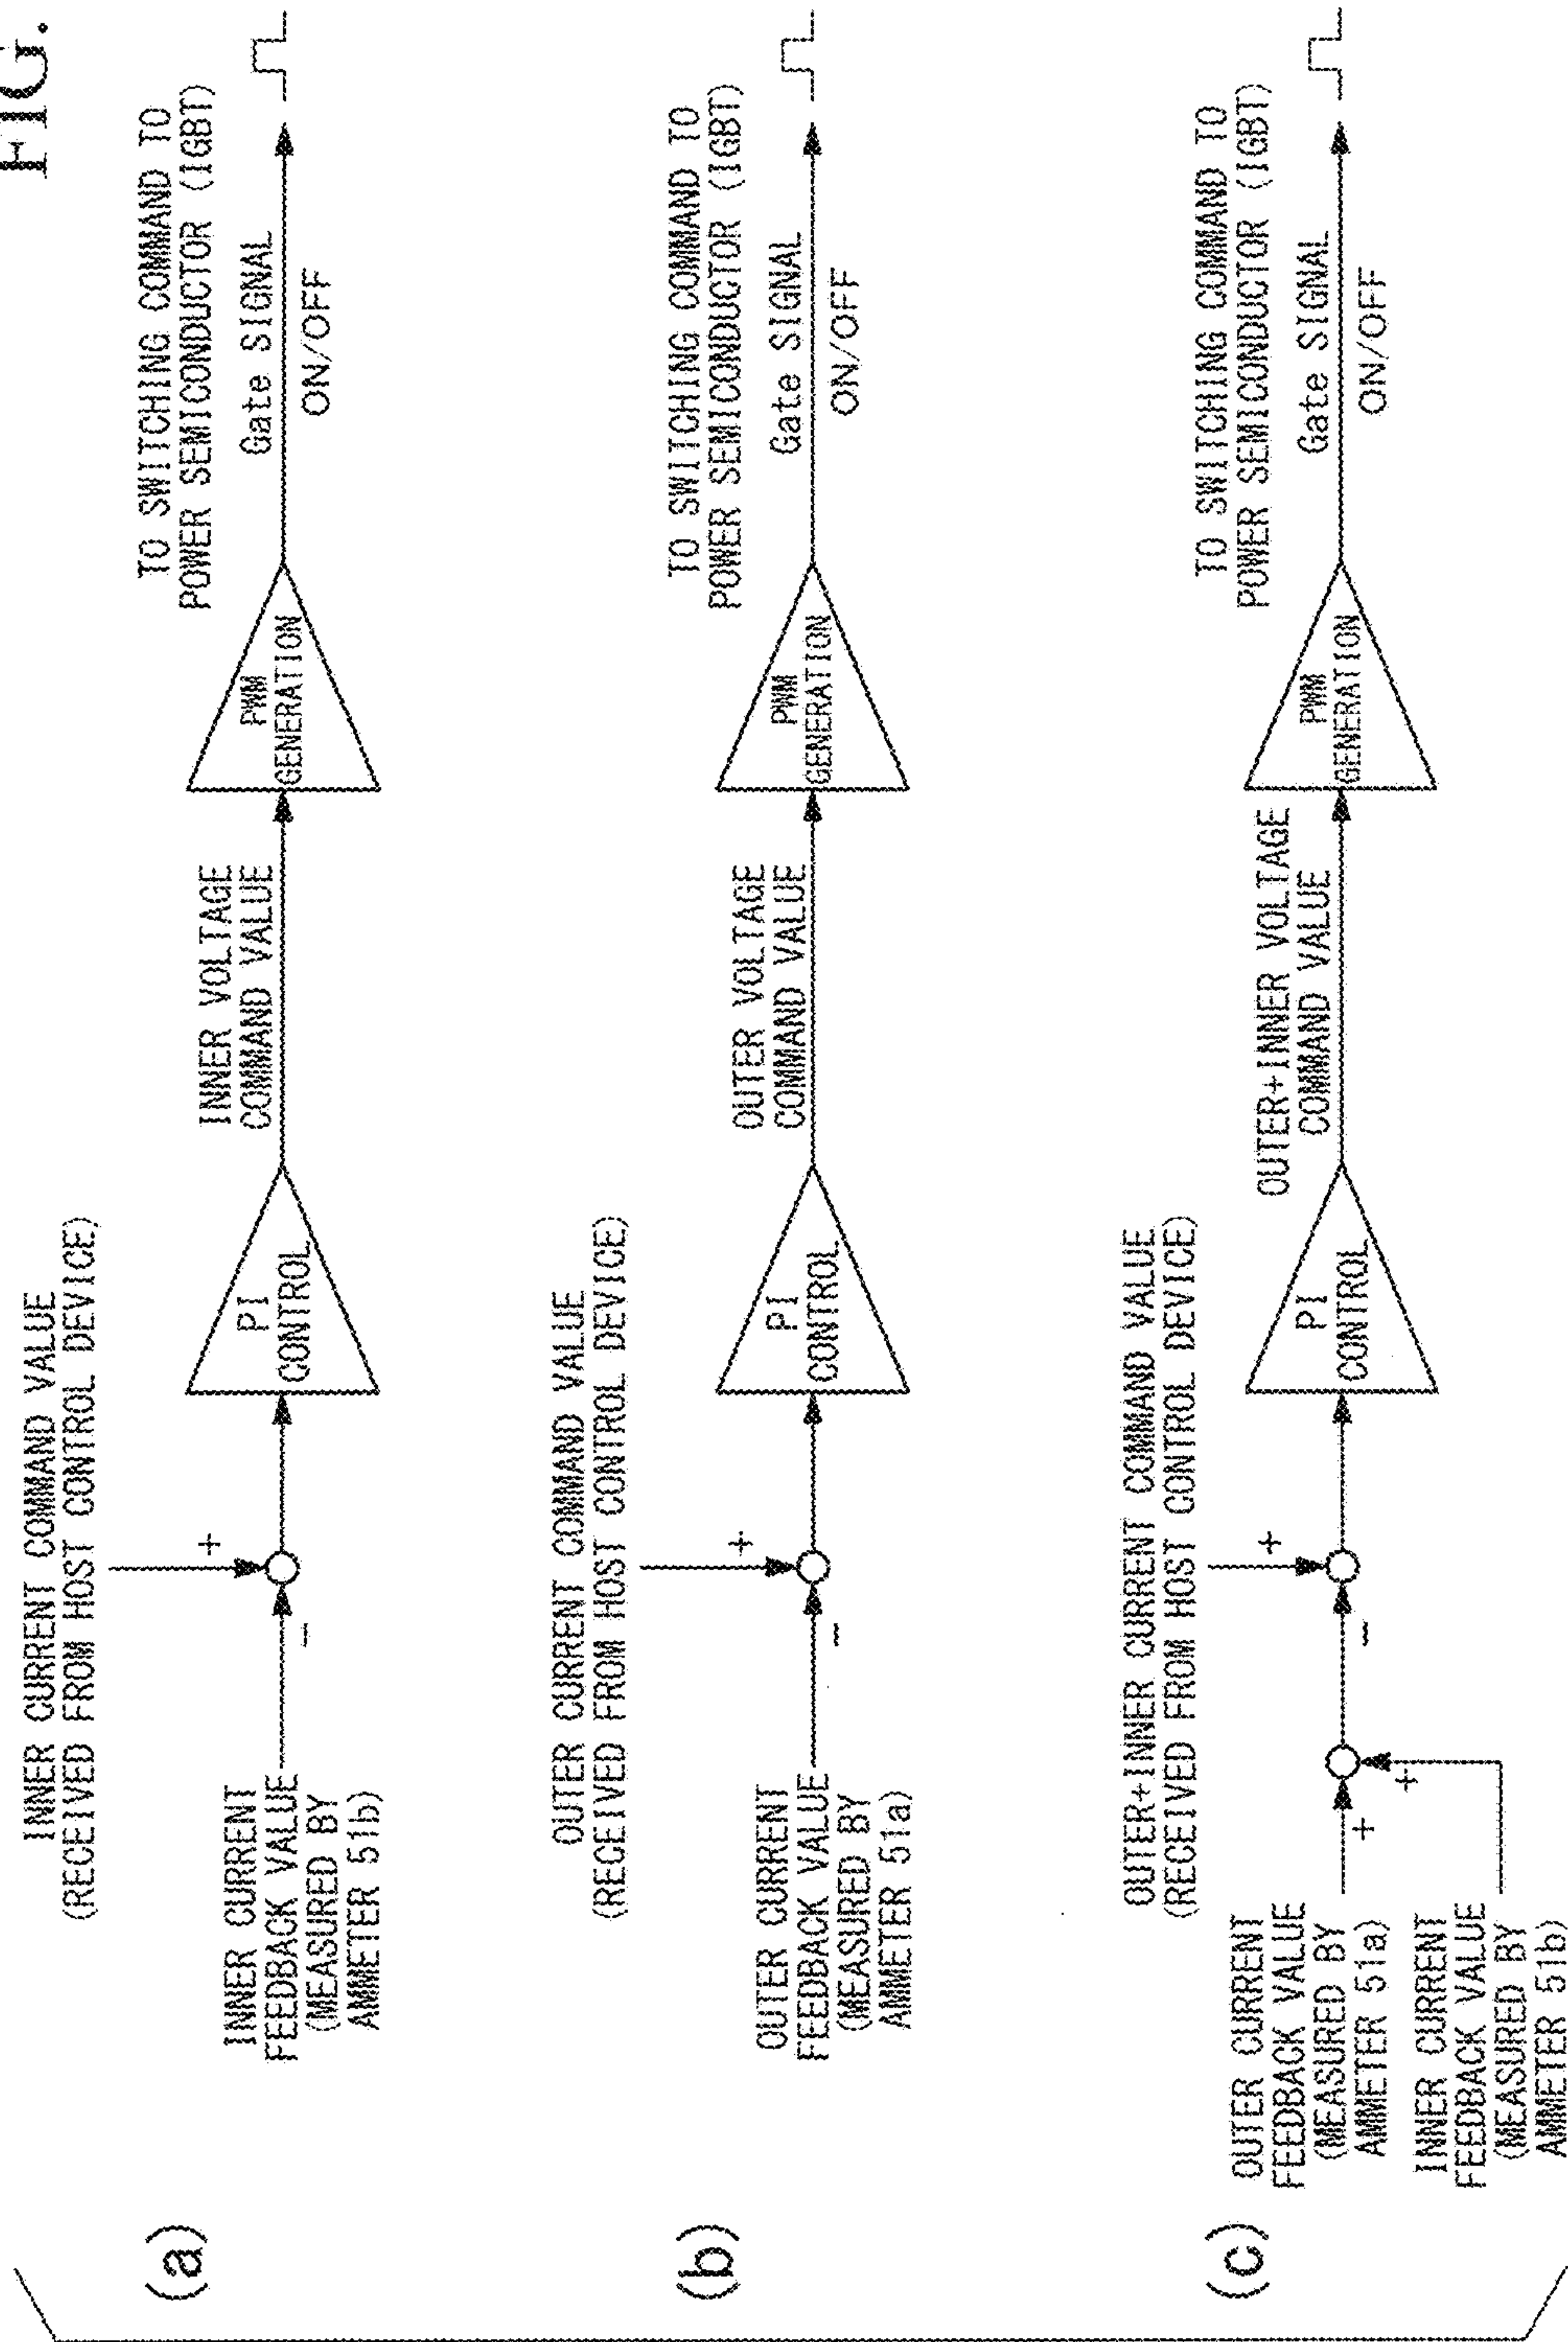 FIG.
(a)
INNER CURRENT COMMAND VALUE
(RECEIVED FROM HOST CONTROL DEVICE)
INNER CURRENT
FEEDBACK VALUE
(MEASURED BY
AMMETER 51b)
+
-
PI
CONTROL
INNER VOLTAGE
COMMAND VALUE
PWM
GENERATION
TO SWITCHING COMMAND TO
POWER SEMICONDUCTOR (IGBT)
Gate SIGNAL
ON/OFF
(b)
OUTER CURRENT COMMAND VALUE
(RECEIVED FROM HOST CONTROL DEVICE)
OUTER CURRENT
FEEDBACK VALUE
(MEASURED BY
AMMETER 51a)
+
-
PI
CONTROL
OUTER VOLTAGE
COMMAND VALUE
PWM
GENERATION
TO SWITCHING COMMAND TO
POWER SEMICONDUCTOR (IGBT)
Gate SIGNAL
ON/OFF
(c)
OUTER+INNER CURRENT COMMAND VALUE
(RECEIVED FROM HOST CONTROL DEVICE)
OUTER CURRENT
FEEDBACK VALUE
(MEASURED BY
AMMETER 51a)
INNER CURRENT
FEEDBACK VALUE
(MEASURED BY
AMMETER 51b)
+
+
+
-
PI
CONTROL
OUTER+INNER VOLTAGE
COMMAND VALUE
PWM
GENERATION
TO SWITCHING COMMAND TO
POWER SEMICONDUCTOR (IGBT)
Gate SIGNAL
ON/OFF